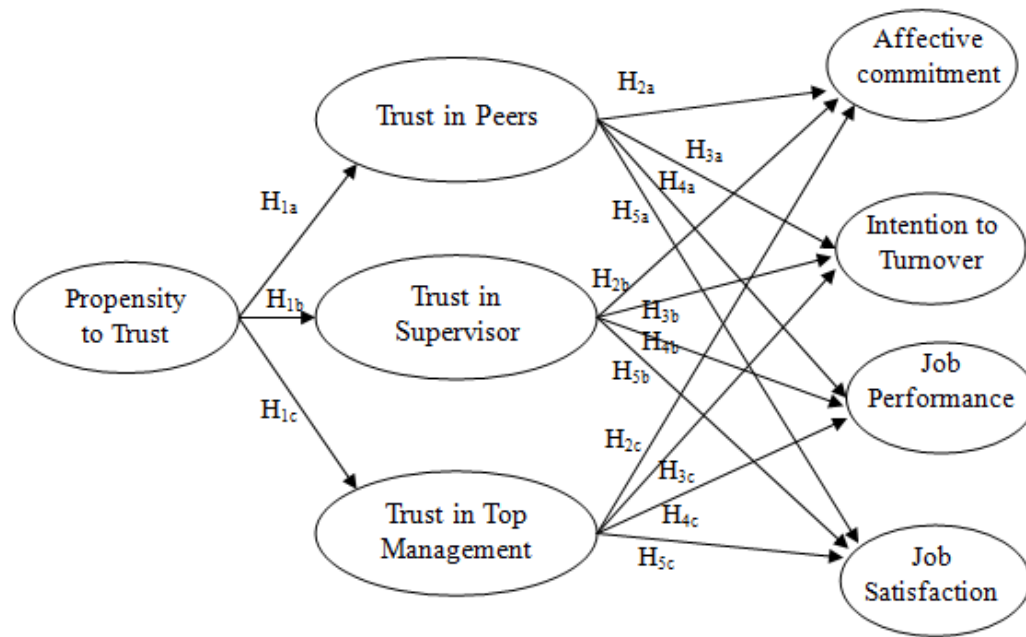 Affective
commitment
H2a
Trust in Peers
H3a
H4a
H1a
H5a
Intention to
Turnover
H2b
Propensity
to Trust
H1b
Trust in
Supervisor
H3b
H4b
H5b
Job
Performance
H1c
H2c
H3c
Trust in Top
Management
H4c
H5c
Job
Satisfaction